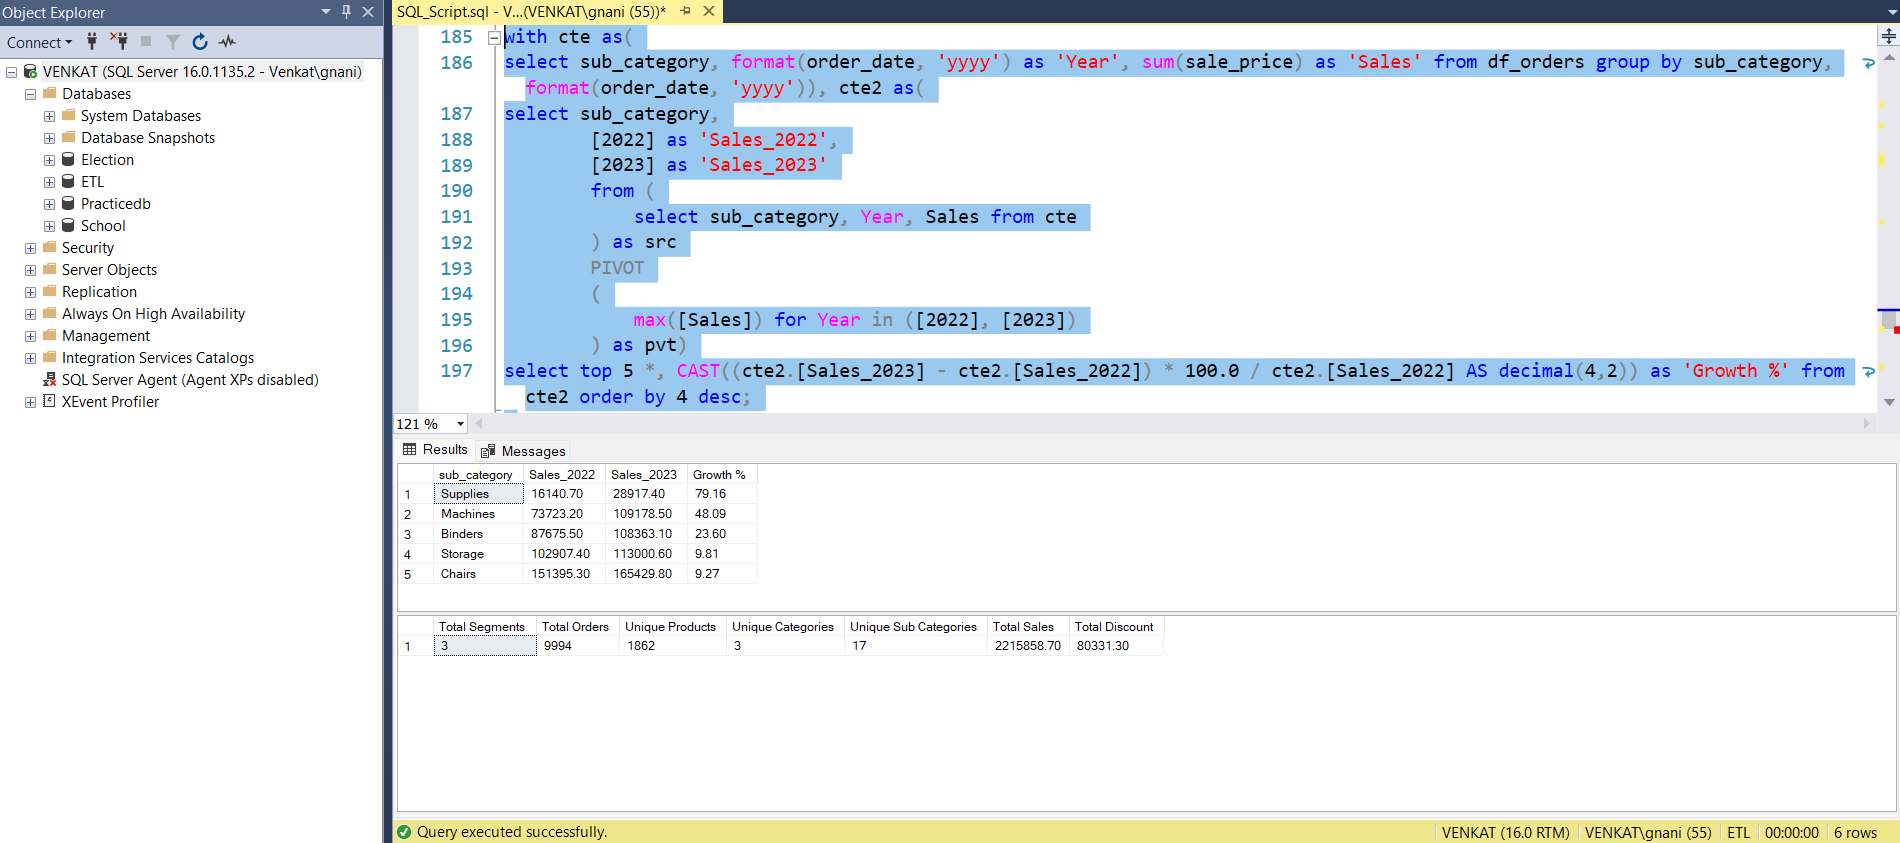 Object Explorer
Connect
VENKAT (SQL Server 16.0.1135.2 - Venkat\gnani)
Databases
System Databases
Database Snapshots
Election
ETL
Practicedb
School
Security
Server Objects
Replication
Always On High Availability
Management
Integration Services Catalogs
SQL Server Agent (Agent XPs disabled)
XEvent Profiler
SQL_Script.sql - V...(VENKAT\gnani (55))*
185 with cte as(
186 select sub_category, format(order_date, 'yyyy') as 'Year', sum(sale_price) as 'Sales' from df_orders group by sub_category,
format(order_date, 'yyyy')), cte2 as(
187 select sub_category,
188 [2022] as 'Sales_2022',
189 [2023] as 'Sales_2023'
190 from (
191 select sub_category, Year, Sales from cte
192 ) as src
193 PIVOT
194 (
195 max([Sales]) for Year in ([2022], [2023])
196 ) as pvt)
197 select top 5 *, CAST((cte2.[Sales_2023] - cte2.[Sales_2022]) * 100.0 / cte2.[Sales_2022] AS decimal(4,2)) as 'Growth %' from
cte2 order by 4 desc;
121 %
Results Messages
sub_category Sales_2022 Sales_2023 Growth %
1 Supplies 16140.70 28917.40 79.16
2 Machines 73723.20 109178.50 48.09
3 Binders 87675.50 108363.10 23.60
4 Storage 102907.40 113000.60 9.81
5 Chairs 151395.30 165429.80 9.27
Total Segments Total Orders Unique Products Unique Categories Unique Sub Categories Total Sales Total Discount
1 3 9994 1862 3 17 2215858.70 80331.30
Query executed successfully. VENKAT (16.0 RTM) VENKAT\gnani (55) ETL 00:00:00 6 rows